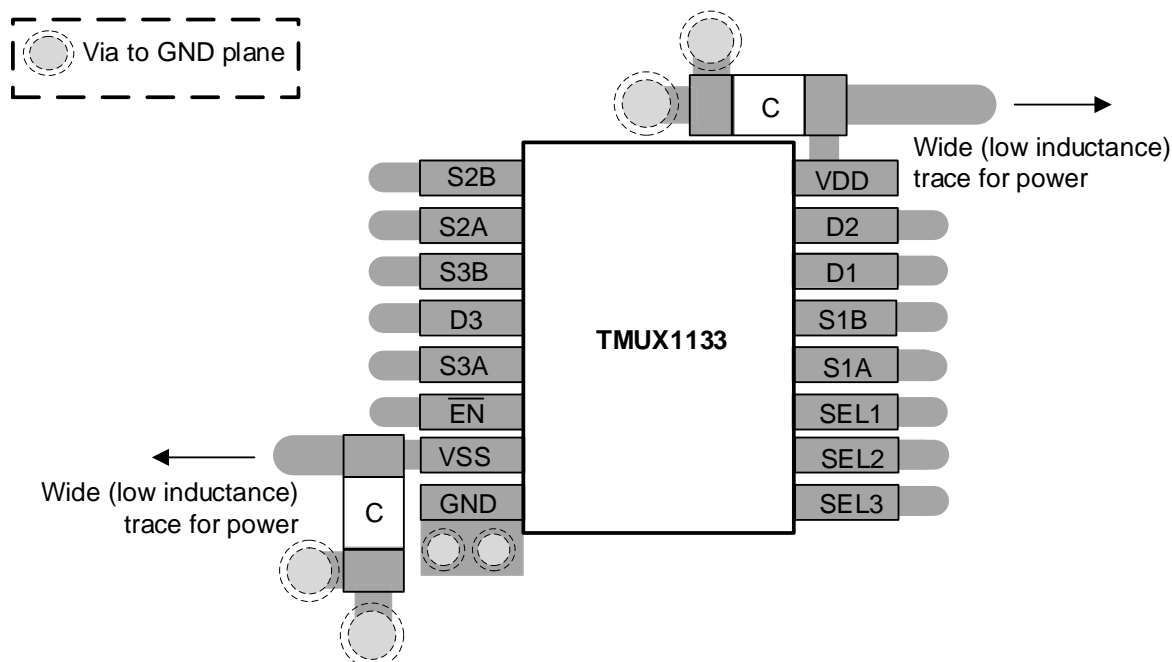 Via to GND plane
C
Wide (low inductance)
trace for power
S2B
S2A
S3B
D3
S3A
E̅N̅
VSS
GND
TMUX1133
VDD
D2
D1
S1B
S1A
SEL1
SEL2
SEL3
Wide (low inductance)
trace for power
C